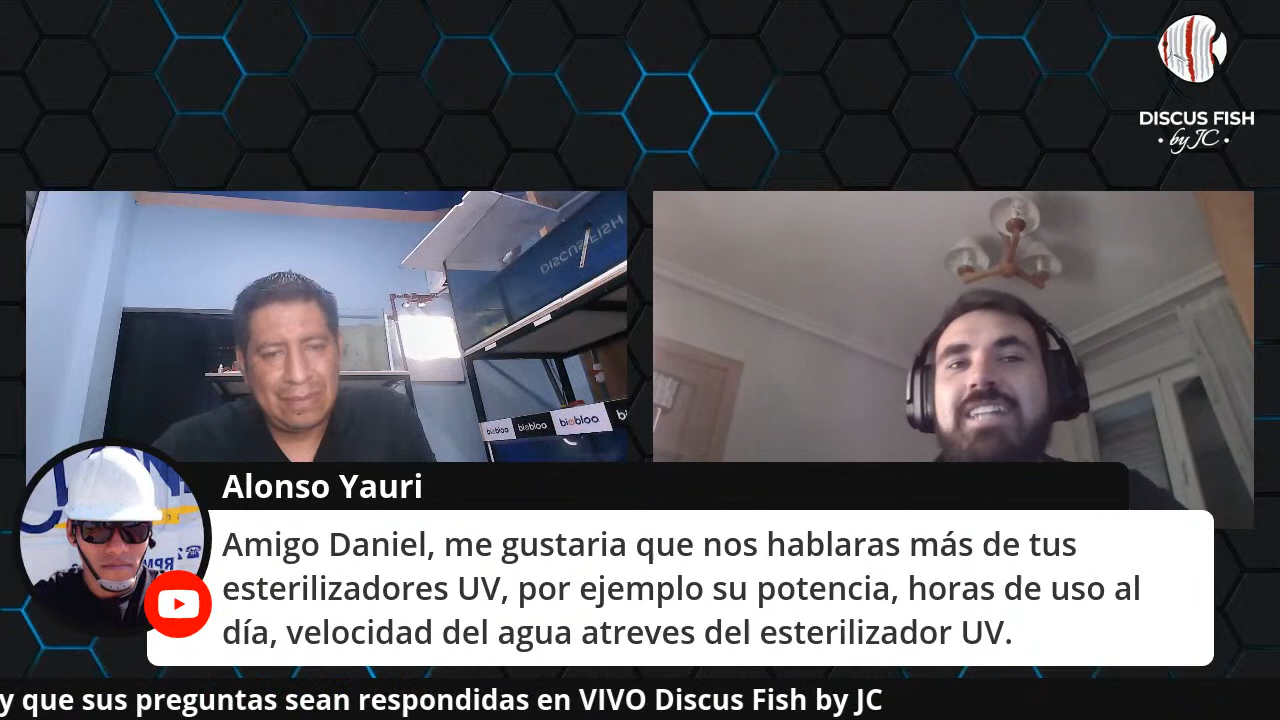 DISCUS FISH
by JC
DISCUS FISH
biobloo biobloo biobloo
Alonso Yauri
Amigo Daniel, me gustaria que nos hablaras más de tus
esterilizadores UV, por ejemplo su potencia, horas de uso al
día, velocidad del agua atreves del esterilizador UV.
y que sus preguntas sean respondidas en VIVO Discus Fish by JC